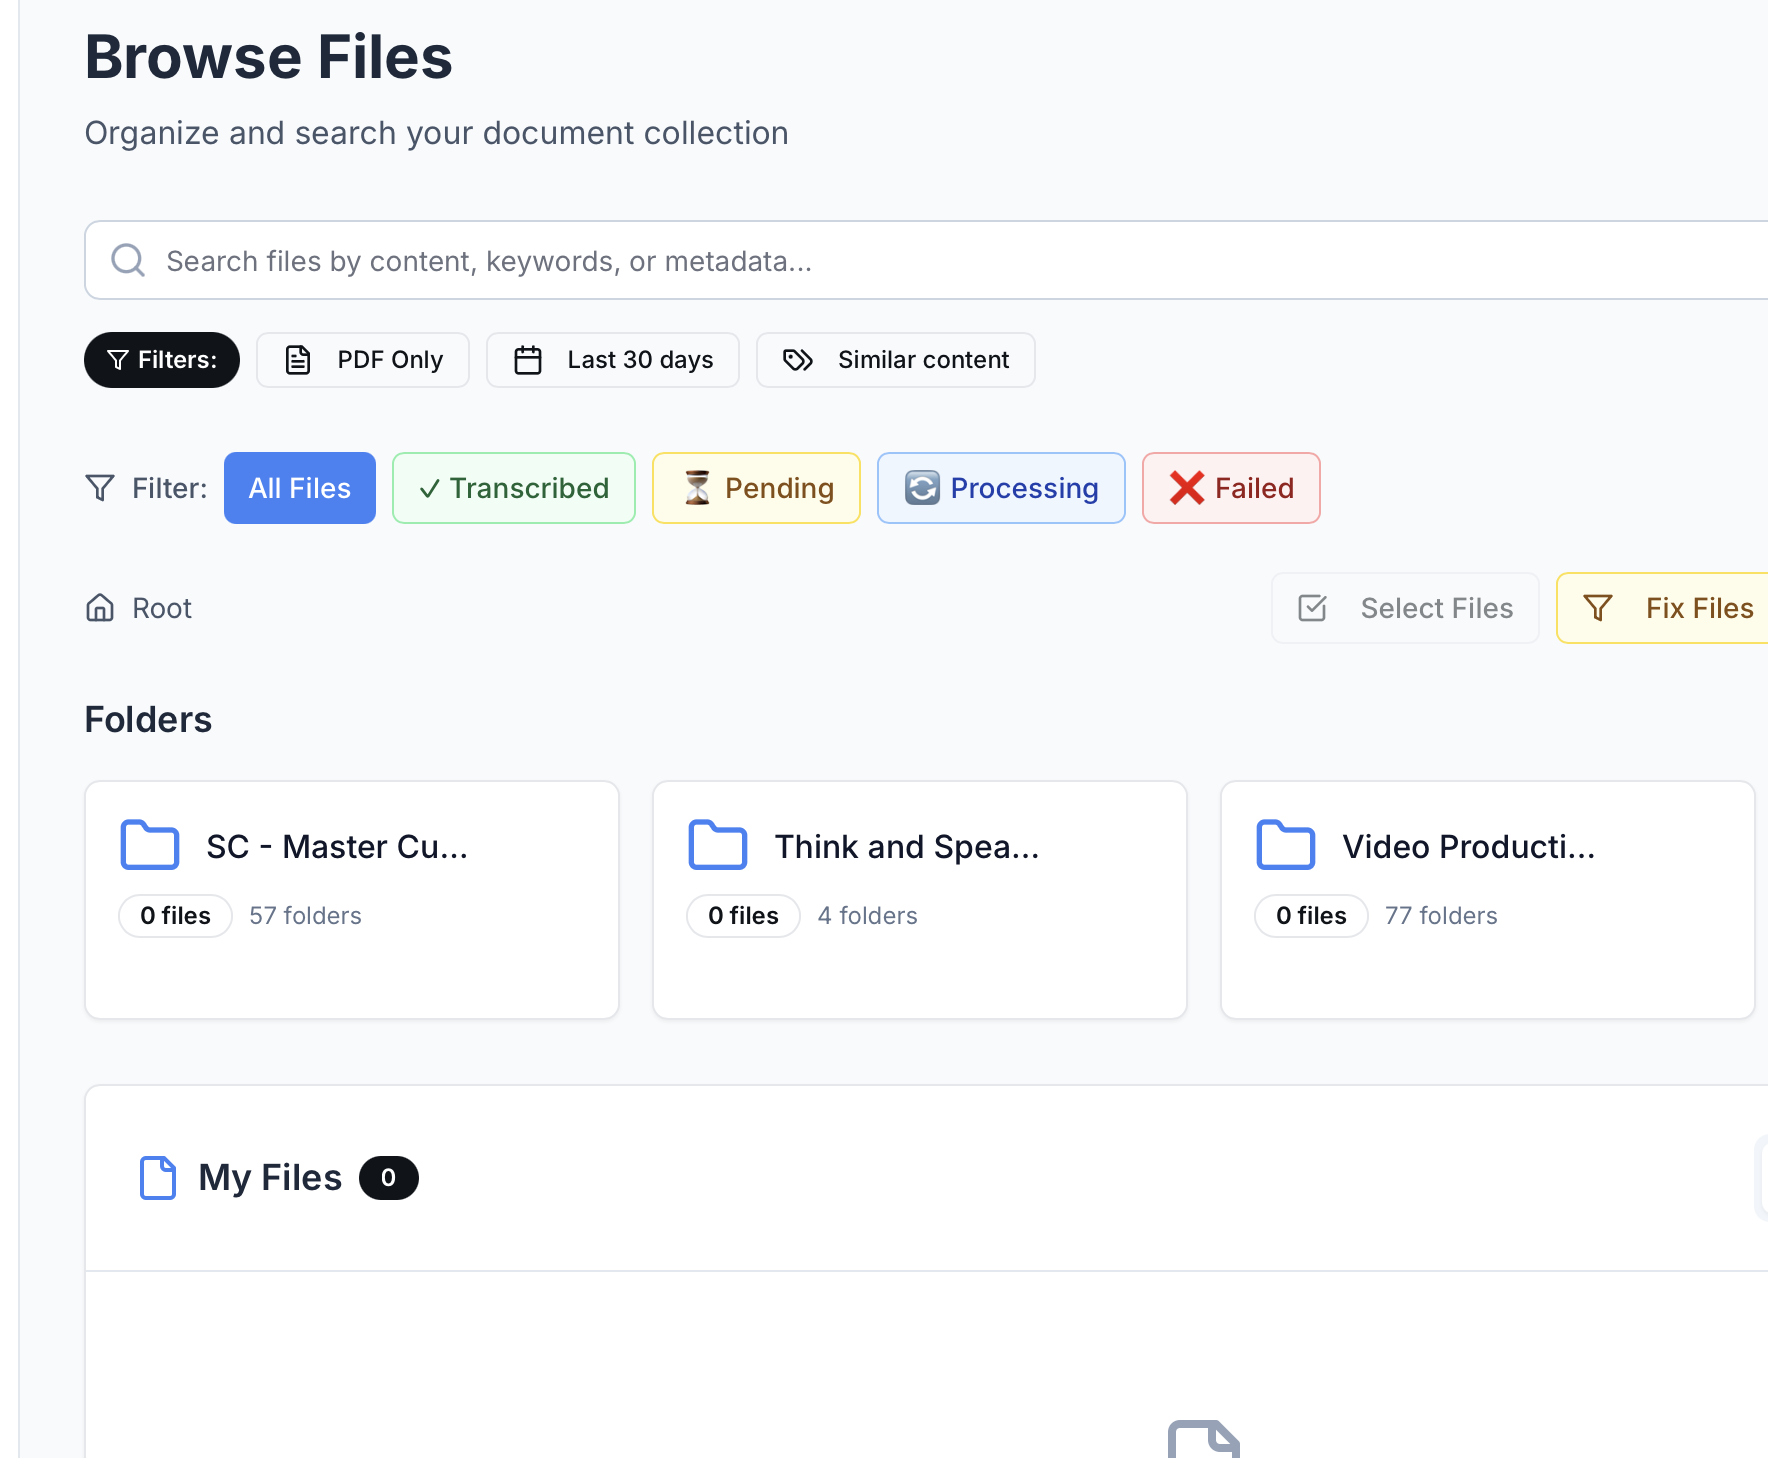 Browse Files
Organize and search your document collection
Search files by content, keywords, or metadata...
Filters: PDF Only Last 30 days Similar content
Filter: All Files ✓ Transcribed ⏳ Pending 🔄 Processing ❌ Failed
Root Select Files Fix Files
Folders
SC - Master Cu... Think and Spea... Video Producti...
0 files 57 folders 0 files 4 folders 0 files 77 folders
My Files 0